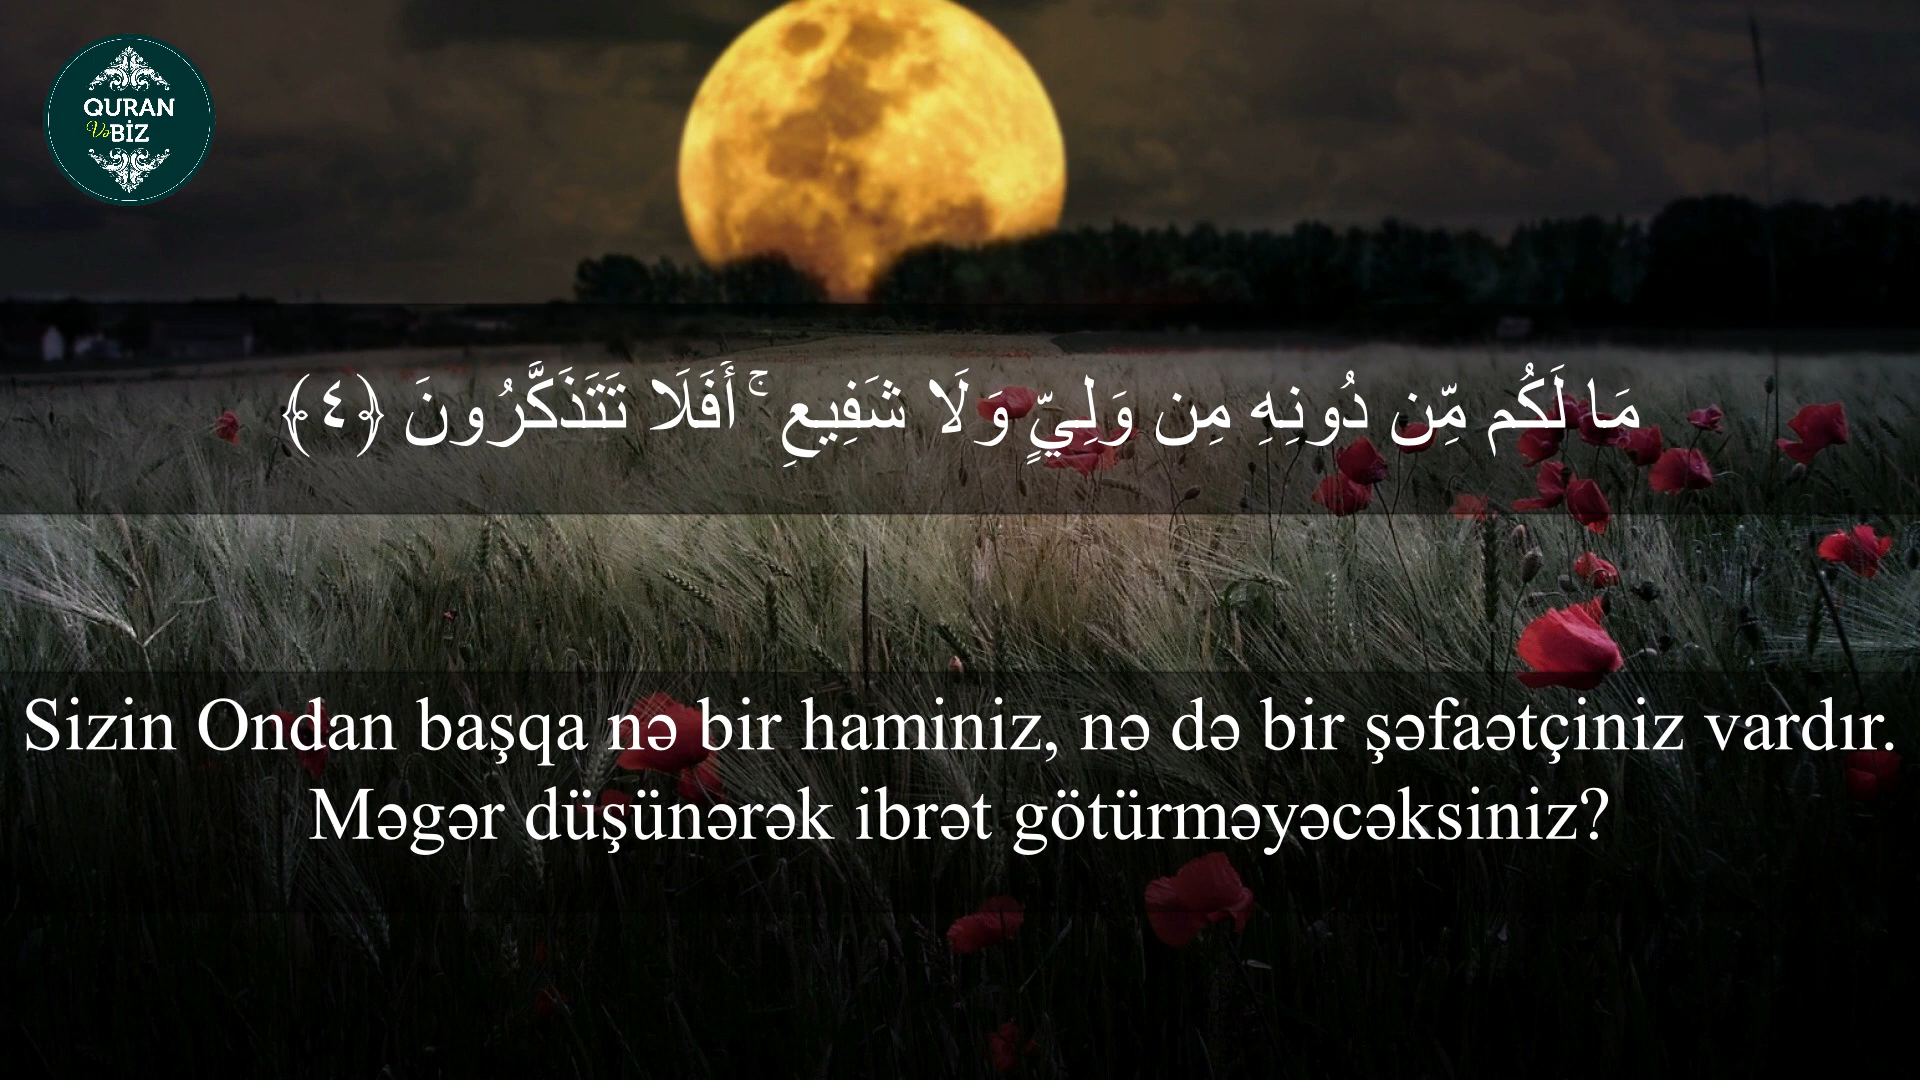 QURAN
Və BİZ
مَا لَكُم مِّن دُونِهِ مِن وَلِيٍّ وَلَا شَفِيعٍ ۚ أَفَلَا تَتَذَكَّرُونَ ﴿٤﴾
Sizin Ondan başqa nə bir haminiz, nə də bir şəfaətçiniz vardır.
Məgər düşünərək ibrət götürməyəcəksiniz?